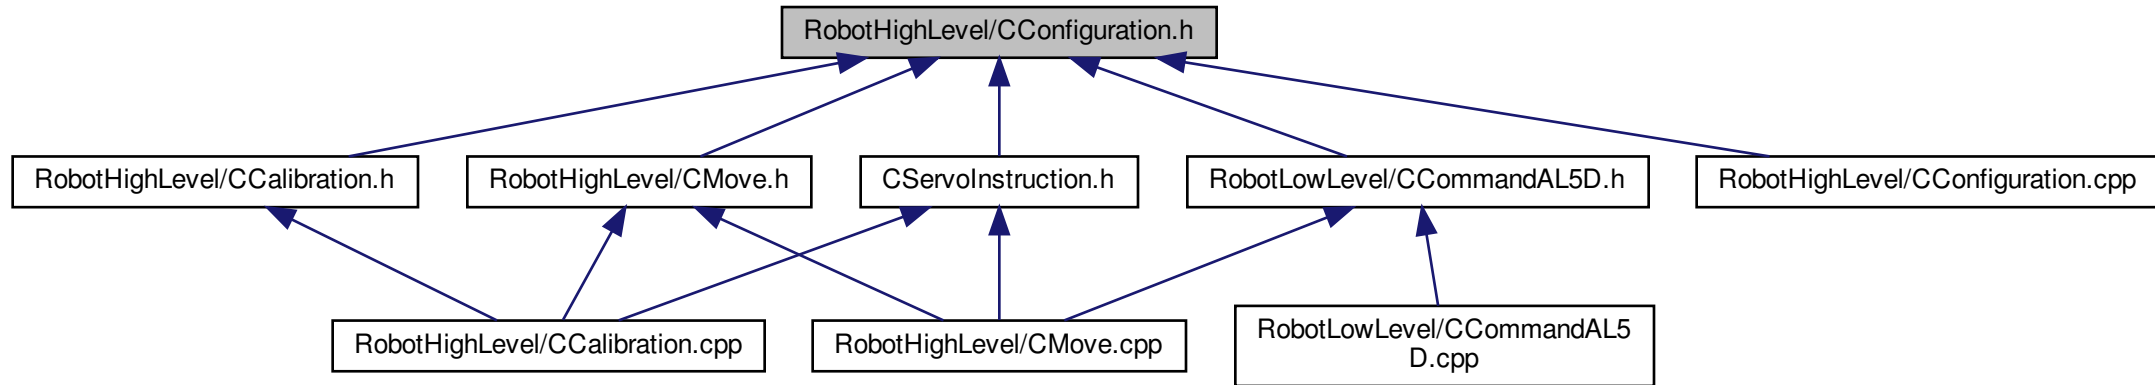 RobotHighLevel/CConfiguration.h
RobotHighLevel/CCalibration.h
RobotHighLevel/CMove.h
CServoInstruction.h
RobotLowLevel/CCommandAL5D.h
RobotHighLevel/CConfiguration.cpp
RobotHighLevel/CCalibration.cpp
RobotHighLevel/CMove.cpp
RobotLowLevel/CCommandAL5
D.cpp